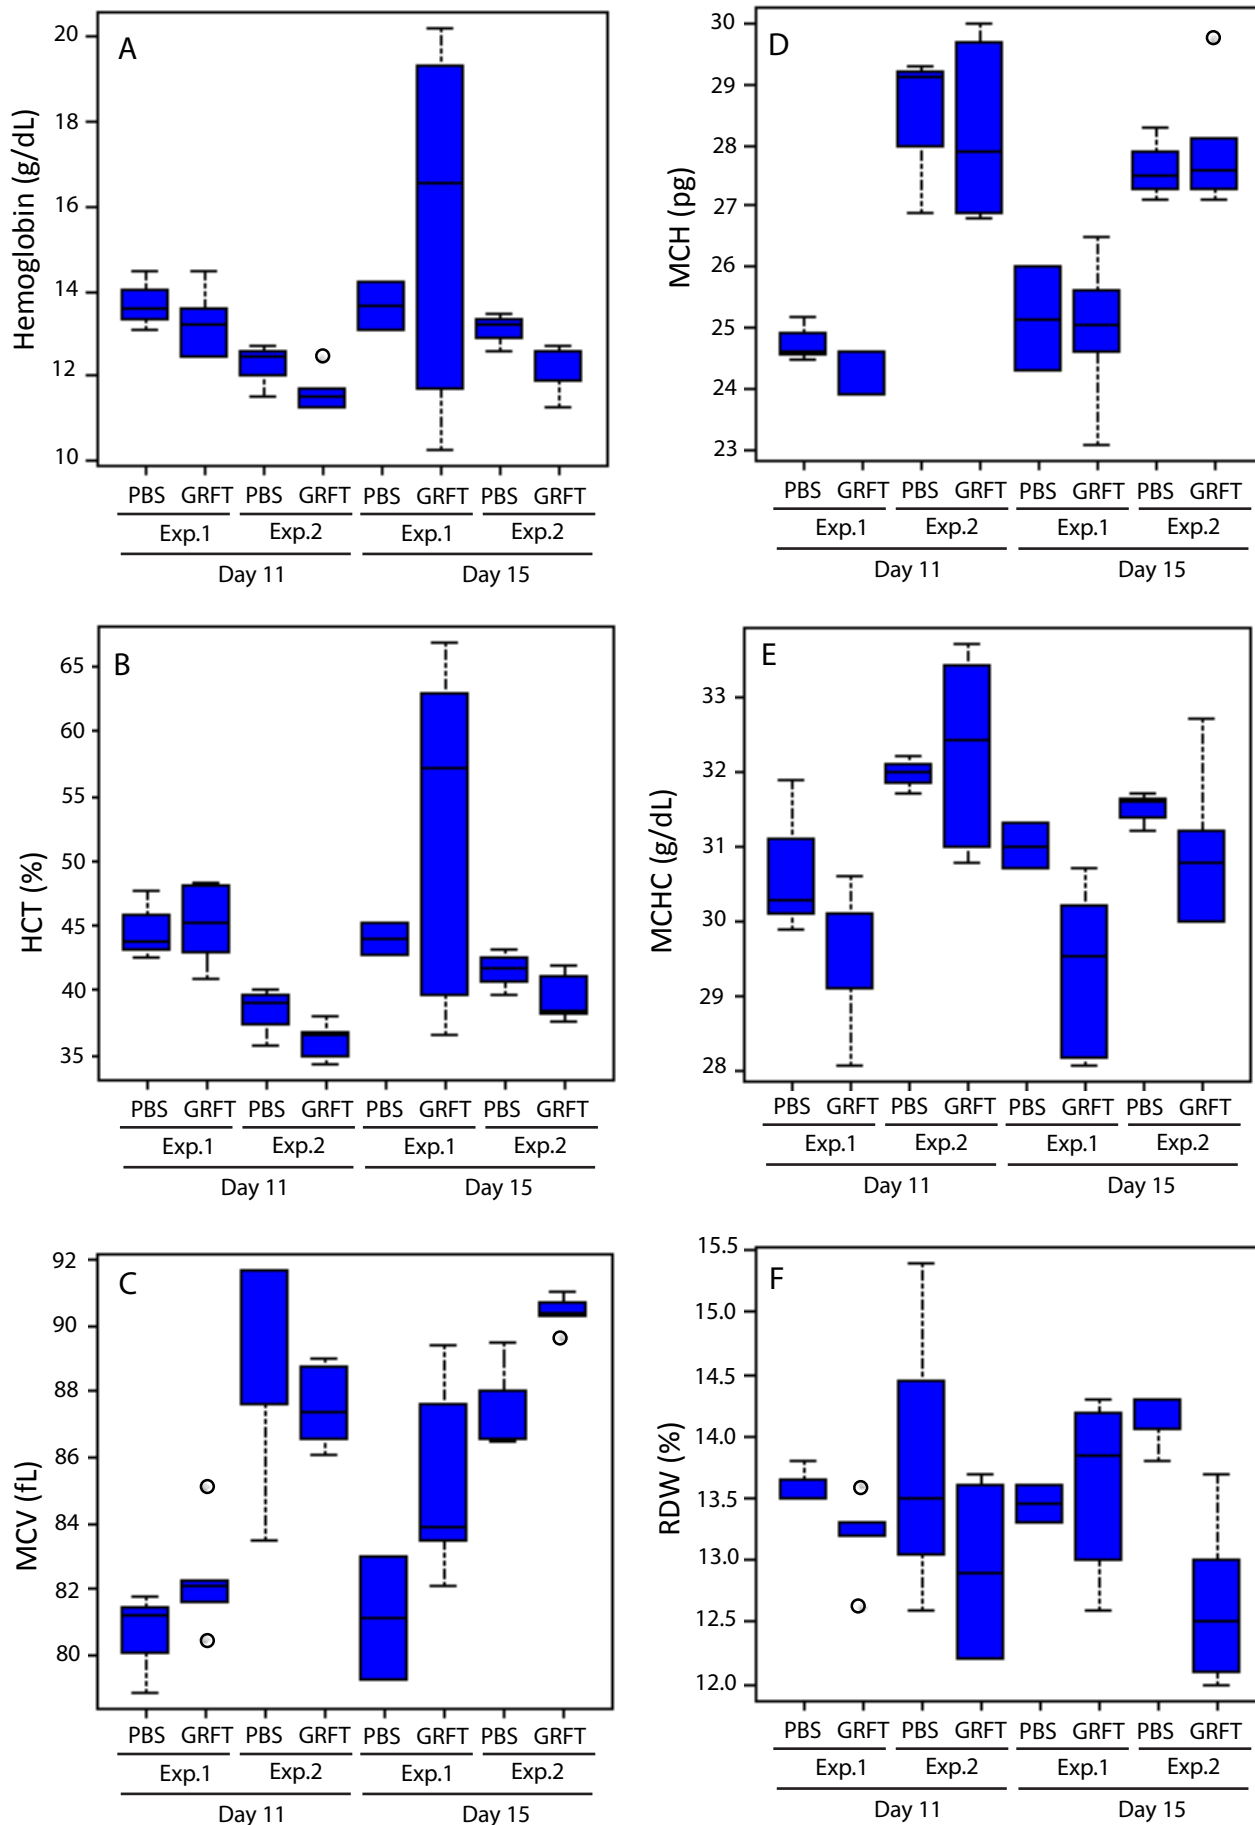 A
Hemoglobin (g/dL)
20
18
16
14
12
10
PBS GRFT PBS GRFT PBS GRFT PBS GRFT
Exp.1 Exp.2 Exp.1 Exp.2
Day 11 Day 15
D
MCH (pg)
30
29
28
27
26
25
24
23
PBS GRFT PBS GRFT PBS GRFT PBS GRFT
Exp.1 Exp.2 Exp.1 Exp.2
Day 11 Day 15
B
HCT (%)
65
60
55
50
45
40
35
PBS GRFT PBS GRFT PBS GRFT PBS GRFT
Exp.1 Exp.2 Exp.1 Exp.2
Day 11 Day 15
E
MCHC (g/dL)
33
32
31
30
29
28
PBS GRFT PBS GRFT PBS GRFT PBS GRFT
Exp.1 Exp.2 Exp.1 Exp.2
Day 11 Day 15
C
MCV (fL)
92
90
88
86
84
82
80
PBS GRFT PBS GRFT PBS GRFT PBS GRFT
Exp.1 Exp.2 Exp.1 Exp.2
Day 11 Day 15
F
RDW (%)
15.5
15.0
14.5
14.0
13.5
13.0
12.5
12.0
PBS GRFT PBS GRFT PBS GRFT PBS GRFT
Exp.1 Exp.2 Exp.1 Exp.2
Day 11 Day 15